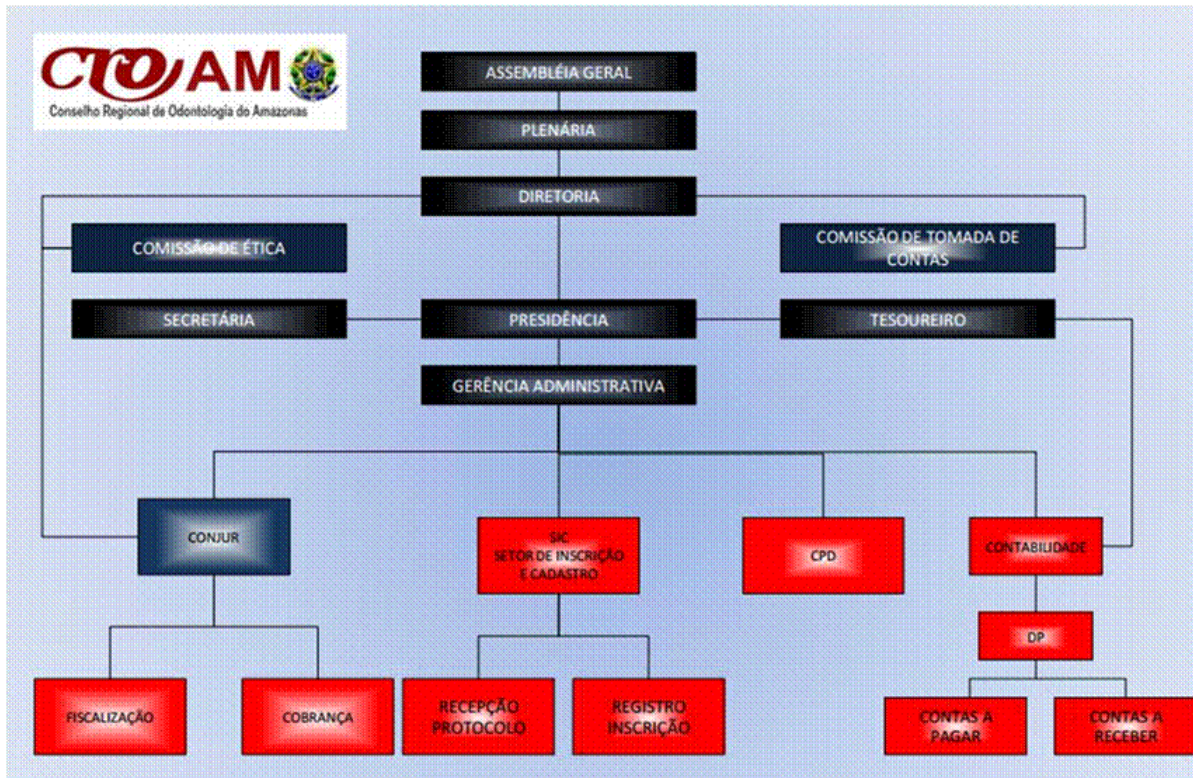 CROAM
Conselho Regional de Odontologia do Amazonas
ASSEMBLÉIA GERAL
PLENÁRIA
DIRETORIA
COMISSÃO DE ÉTICA
COMISSÃO DE TOMADA DE
CONTAS
SECRETÁRIA
PRESIDÊNCIA
TESOUREIRO
GERÊNCIA ADMINISTRATIVA
CONJUR
SIC
SETOR DE INSCRIÇÃO
E CADASTRO
CPD
CONTABILIDADE
DP
FISCALIZAÇÃO
COBRANÇA
RECEPÇÃO
PROTOCOLO
REGISTRO
INSCRIÇÃO
CONTAS A
PAGAR
CONTAS A
RECEBER